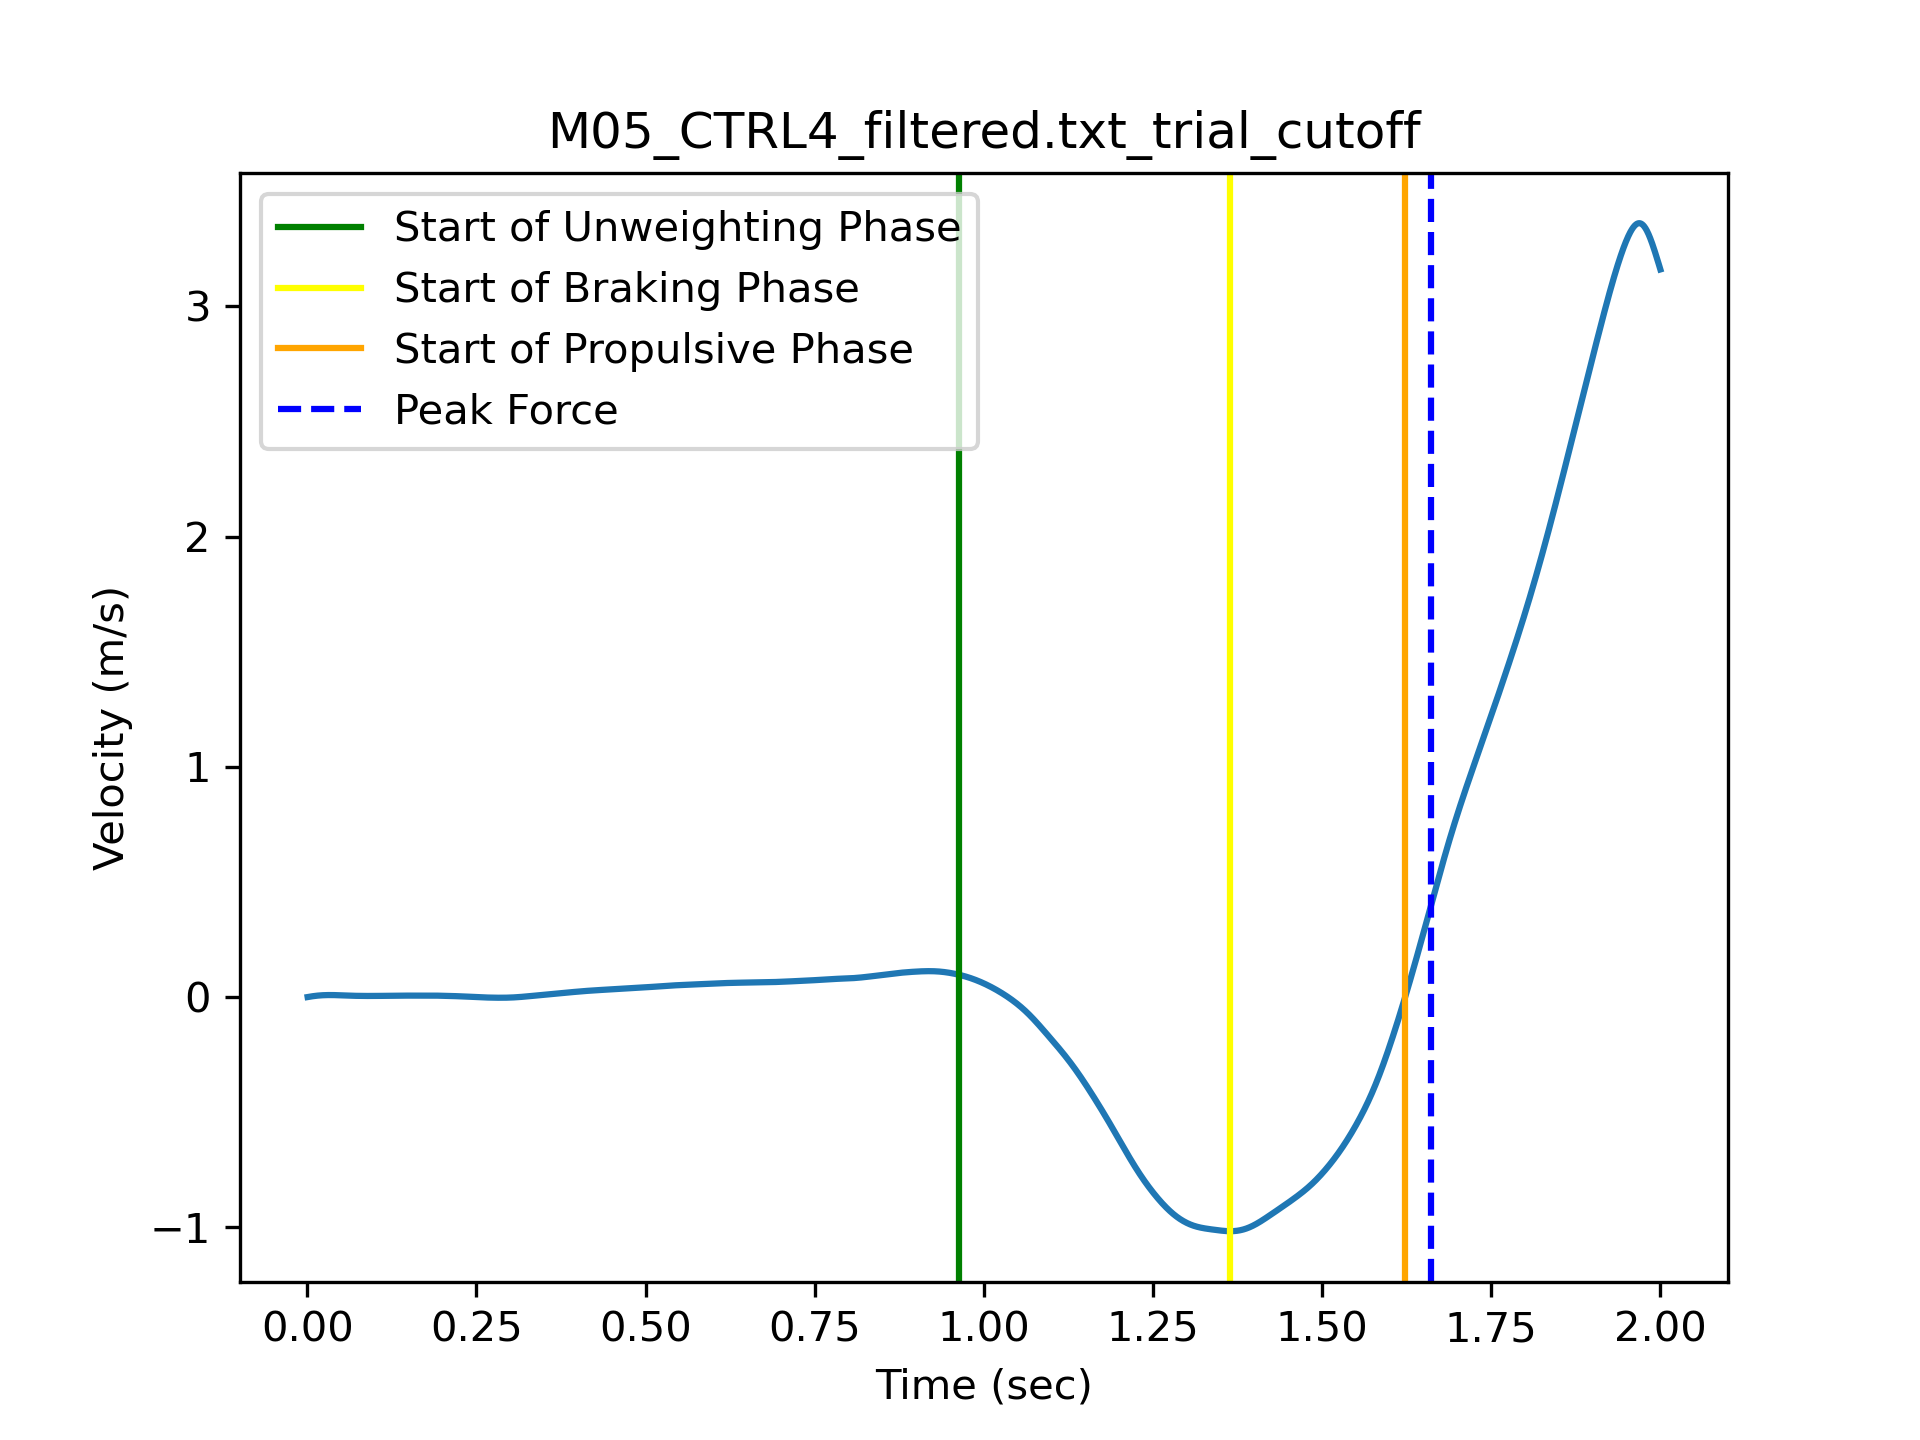 M05_CTRL4_filtered.txt_trial_cutoff
Start of Unweighting Phase
Start of Braking Phase
Start of Propulsive Phase
Peak Force
3
2
1
0
−1
Velocity (m/s)
0.00 0.25 0.50 0.75 1.00 1.25 1.50 1.75 2.00
Time (sec)